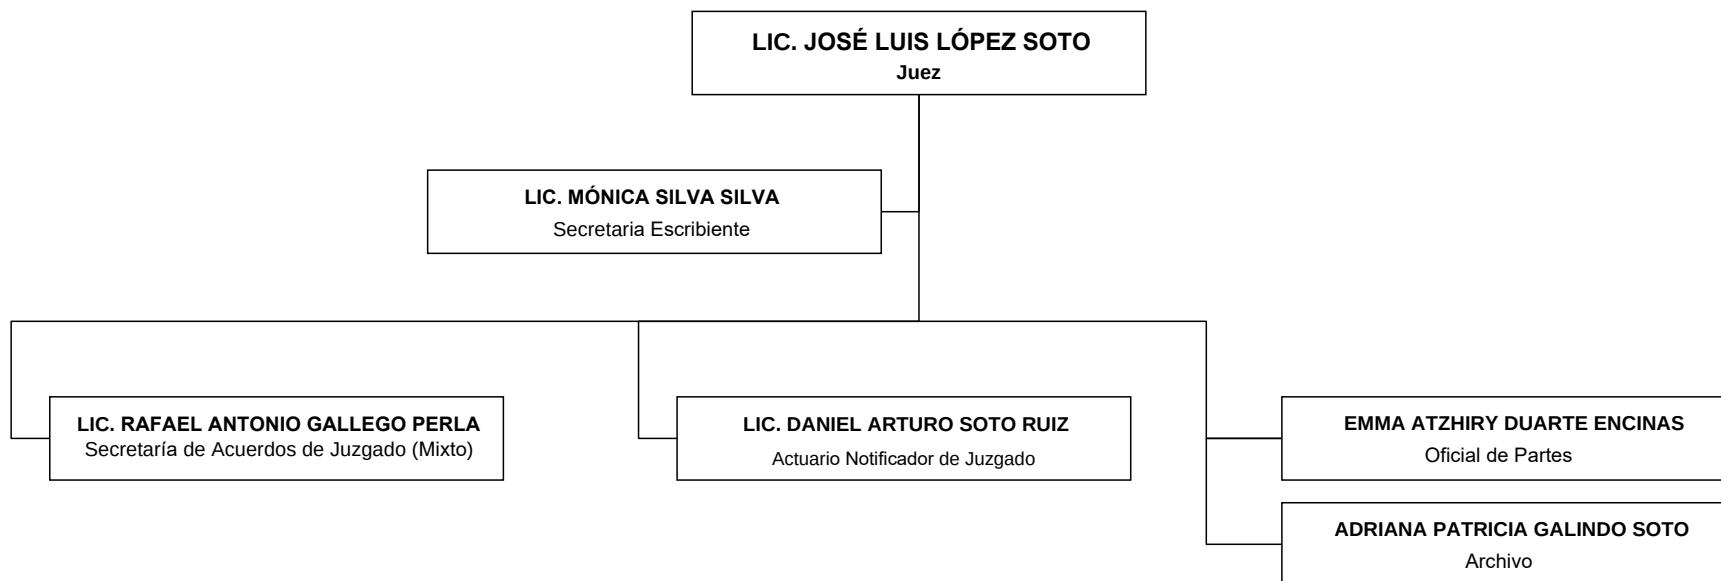 LIC. JOSÉ LUIS LÓPEZ SOTO
Juez
LIC. MÓNICA SILVA SILVA
Secretaria Escribiente
LIC. RAFAEL ANTONIO GALLEGO PERLA
Secretaría de Acuerdos de Juzgado (Mixto)
LIC. DANIEL ARTURO SOTO RUIZ
Actuario Notificador de Juzgado
EMMA ATZHIRY DUARTE ENCINAS
Oficial de Partes
ADRIANA PATRICIA GALINDO SOTO
Archivo